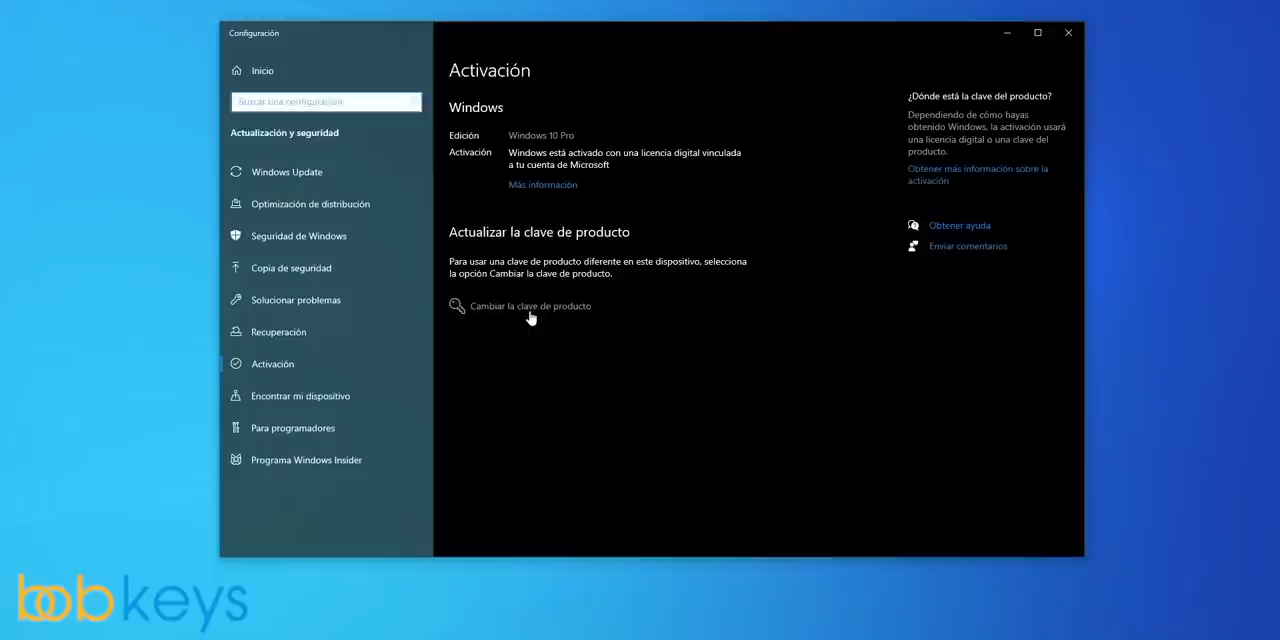 Configuración
Inicio
Buscar una configuración
Actualización y seguridad
Windows Update
Optimización de distribución
Seguridad de Windows
Copia de seguridad
Solucionar problemas
Recuperación
Activación
Encontrar mi dispositivo
Para programadores
Programa Windows Insider
Activación
Windows
Edición Windows 10 Pro
Activación Windows está activado con una licencia digital vinculada
a tu cuenta de Microsoft
Más información
Actualizar la clave de producto
Para usar una clave de producto diferente en este dispositivo, selecciona
la opción Cambiar la clave de producto.
Cambiar la clave de producto
¿Dónde está la clave del producto?
Dependiendo de cómo hayas
obtenido Windows, la activación usará
una licencia digital o una clave del
producto.
Obtener más información sobre la
activación
Obtener ayuda
Enviar comentarios
bobkeys